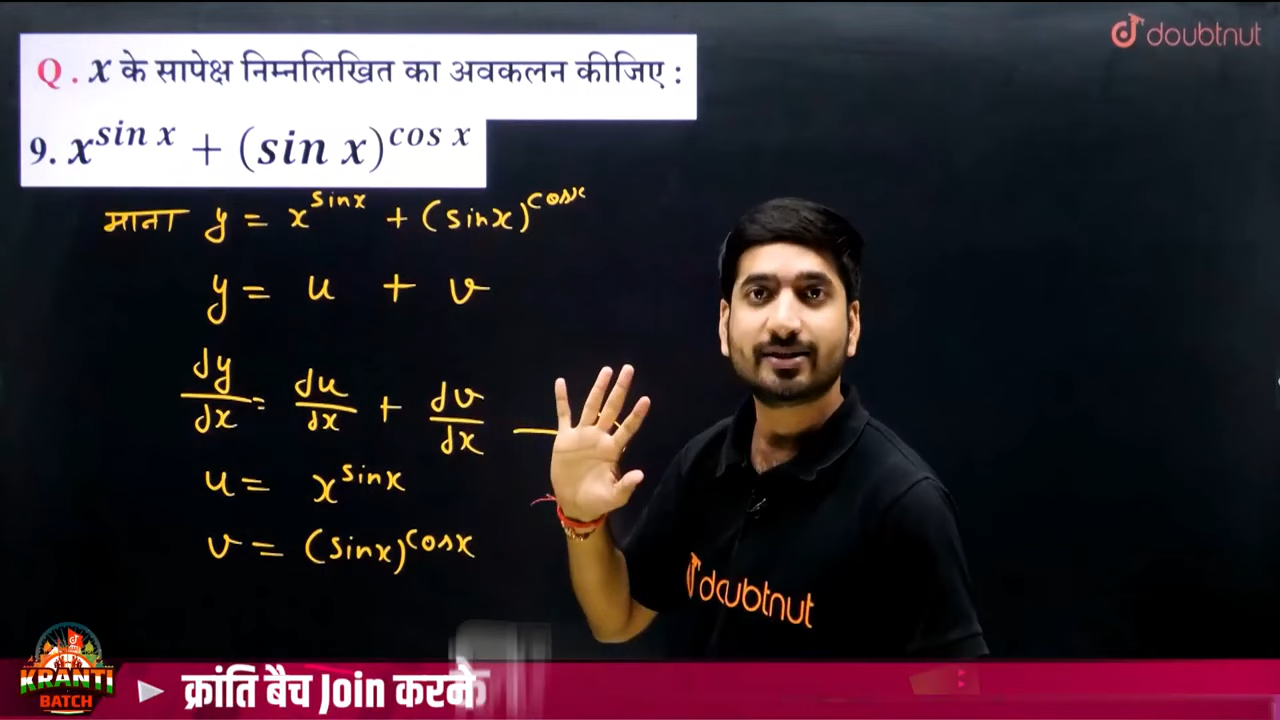 doubtnut
Q. x के सापेक्ष निम्नलिखित का अवकलन कीजिए :
9. x^{sin x} + (sin x)^{cos x}
माना y = x^{sinx} + (sinx)^{cosx}
y = u + v
dy/dx = du/dx + dv/dx —
u = x^{sinx}
v = (sinx)^{cosx}
doubtnut
KRANTI
BATCH
क्रांति बैच Join करके